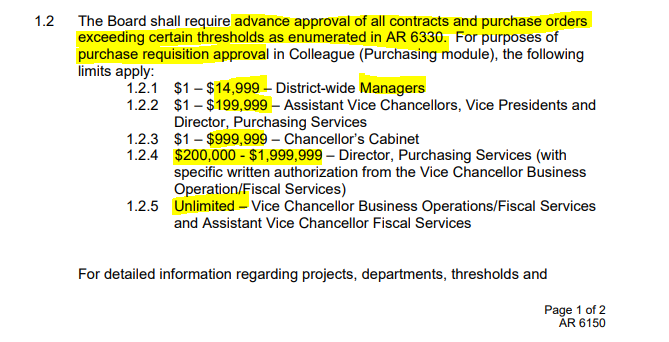 1.2 The Board shall require advance approval of all contracts and purchase orders
exceeding certain thresholds as enumerated in AR 6330. For purposes of
purchase requisition approval in Colleague (Purchasing module), the following
limits apply:
1.2.1 $1 – $14,999 – District-wide Managers
1.2.2 $1 – $199,999 – Assistant Vice Chancellors, Vice Presidents and
Director, Purchasing Services
1.2.3 $1 – $999,999 – Chancellor's Cabinet
1.2.4 $200,000 - $1,999,999 – Director, Purchasing Services (with
specific written authorization from the Vice Chancellor Business
Operation/Fiscal Services)
1.2.5 Unlimited – Vice Chancellor Business Operations/Fiscal Services
and Assistant Vice Chancellor Fiscal Services
For detailed information regarding projects, departments, thresholds and
Page 1 of 2
AR 6150